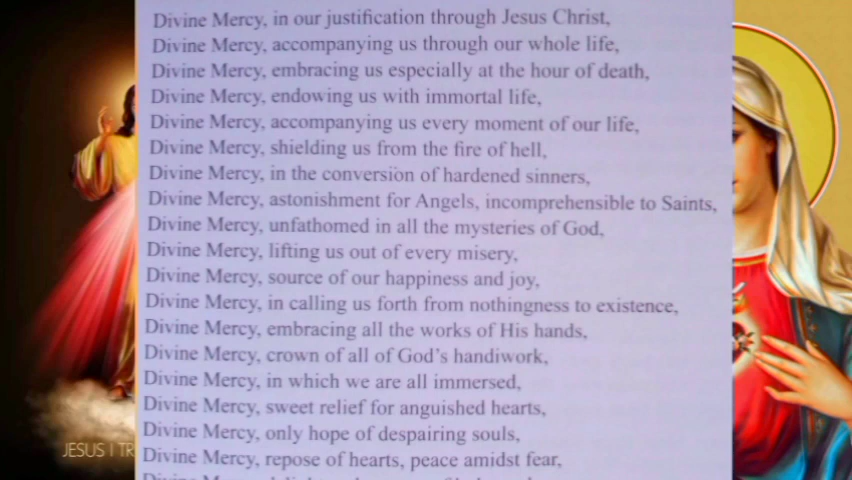 Divine Mercy, in our justification through Jesus Christ,
Divine Mercy, accompanying us through our whole life,
Divine Mercy, embracing us especially at the hour of death,
Divine Mercy, endowing us with immortal life,
Divine Mercy, accompanying us every moment of our life,
Divine Mercy, shielding us from the fire of hell,
Divine Mercy, in the conversion of hardened sinners,
Divine Mercy, astonishment for Angels, incomprehensible to Saints,
Divine Mercy, unfathomed in all the mysteries of God,
Divine Mercy, lifting us out of every misery,
Divine Mercy, source of our happiness and joy,
Divine Mercy, in calling us forth from nothingness to existence,
Divine Mercy, embracing all the works of His hands,
Divine Mercy, crown of all of God's handiwork,
Divine Mercy, in which we are all immersed,
Divine Mercy, sweet relief for anguished hearts,
Divine Mercy, only hope of despairing souls,
Divine Mercy, repose of hearts, peace amidst fear,
JESUS I TR